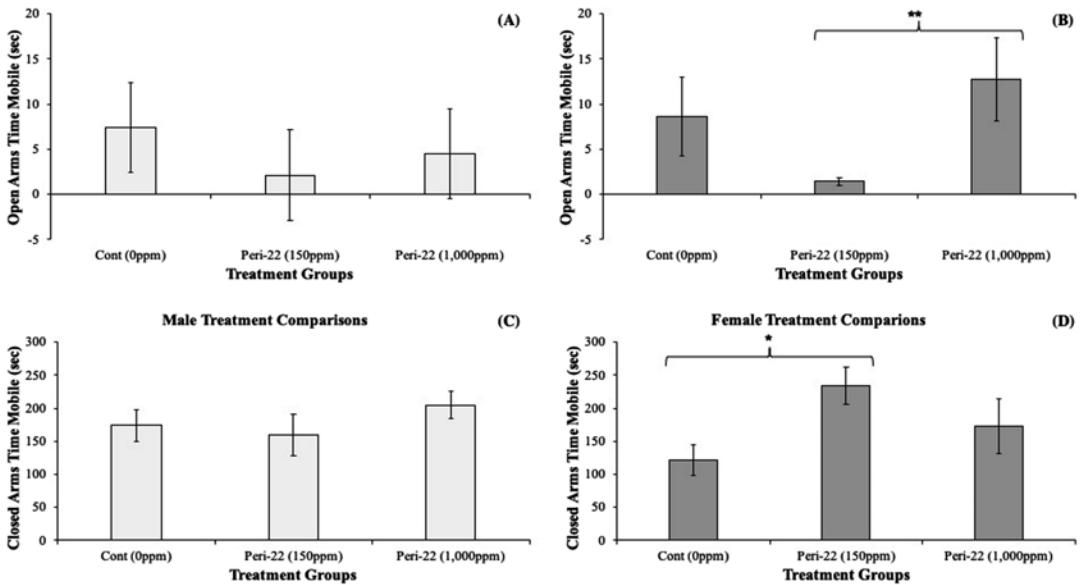 (A)
Open Arms Time Mobile (sec)
20
15
10
5
0
-5
Cont (0ppm)
Peri-22 (150ppm)
Peri-22 (1,000ppm)
Treatment Groups
(B)
**
Open Arms Time Mobile (sec)
20
15
10
5
0
-5
Cont (0ppm)
Peri-22 (150ppm)
Peri-22 (1,000ppm)
Treatment Groups
Male Treatment Comparisons
(C)
Closed Arms Time Mobile (sec)
300
250
200
150
100
50
0
Cont (0ppm)
Peri-22 (150ppm)
Peri-22 (1,000ppm)
Treatment Groups
Female Treatment Comparions
(D)
*
Closed Arms Time Mobile (sec)
300
250
200
150
100
50
0
Cont (0ppm)
Peri-22 (150ppm)
Peri-22 (1,000ppm)
Treatment Groups